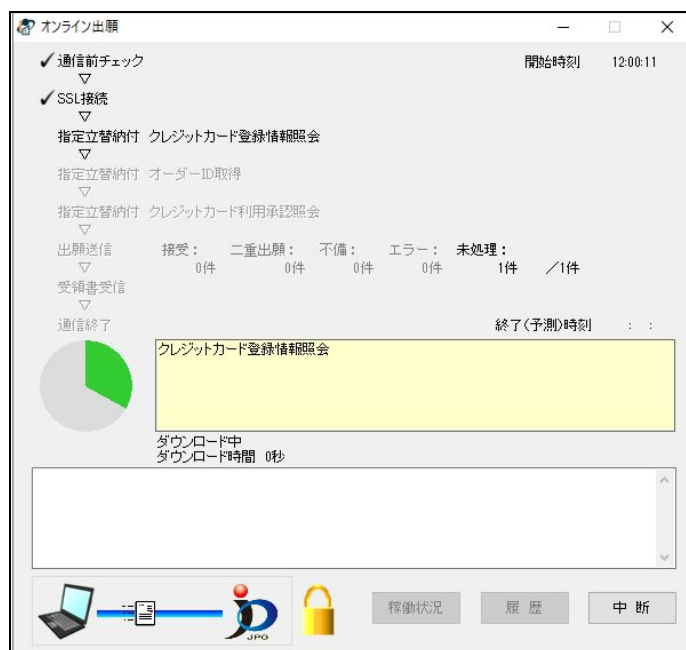 オンライン出願
通信前チェック 開始時刻 12:00:11
▽
SSL接続
▽
指定立替納付 クレジットカード登録情報照会
▽
指定立替納付 オーダーID取得
▽
指定立替納付 クレジットカード利用承認照会
▽
出願送信 接受： 二重出願： 不備： エラー： 未処理：
▽ 0件 0件 0件 0件 1件 ／1件
受領書受信
▽
通信終了 終了(予測)時刻 : :
クレジットカード登録情報照会
ダウンロード中
ダウンロード時間 0秒
JPO
稼働状況 履 歴 中 断